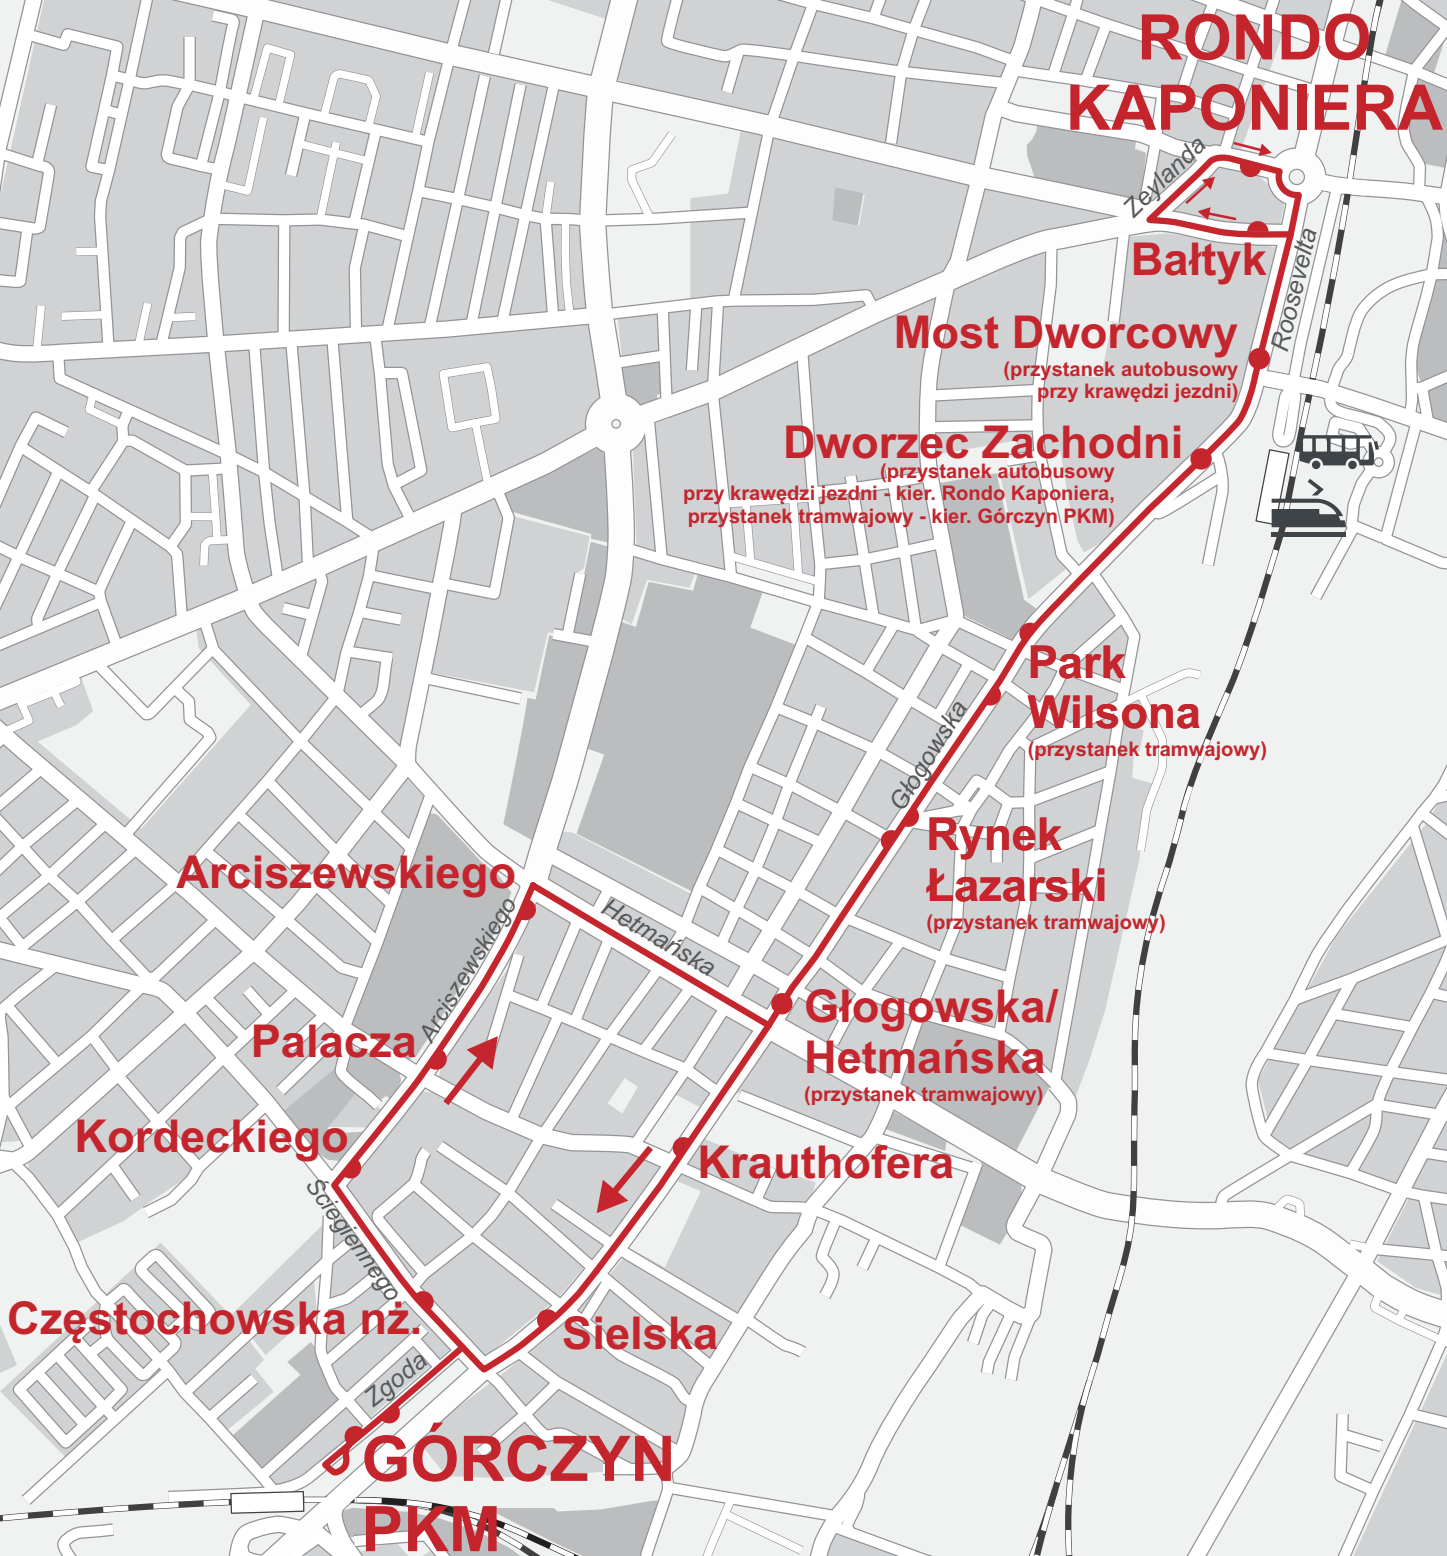 RONDO
KAPONIERA
Zeylanda
Bałtyk
Roosevelta
Most Dworcowy
(przystanek autobusowy
przy krawędzi jezdni)
Dworzec Zachodni
(przystanek autobusowy
przy krawędzi jezdni - kier. Rondo Kaponiera,
przystanek tramwajowy - kier. Górczyn PKM)
Park
Wilsona
(przystanek tramwajowy)
Głogowska
Rynek
Łazarski
(przystanek tramwajowy)
Arciszewskiego
Hetmańska
Arciszewskiego
Głogowska/
Hetmańska
(przystanek tramwajowy)
Palacza
Kordeckiego
Krauthofera
Ściegiennego
Częstochowska nż.
Sielska
Zgoda
GÓRCZYN
PKM